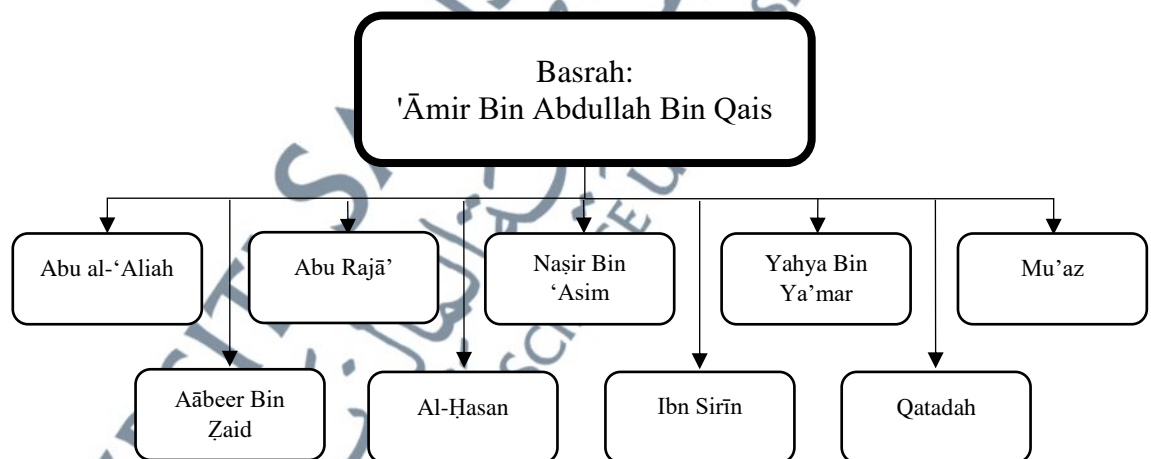 Basrah:
'Āmir Bin Abdullah Bin Qais
Abu al-‘Aliah
Abu Rajā’
Naṣir Bin
‘Asim
Yahya Bin
Ya’mar
Mu’az
Aābeer Bin
Ẓaid
Al-Ḥasan
Ibn Sirīn
Qatadah